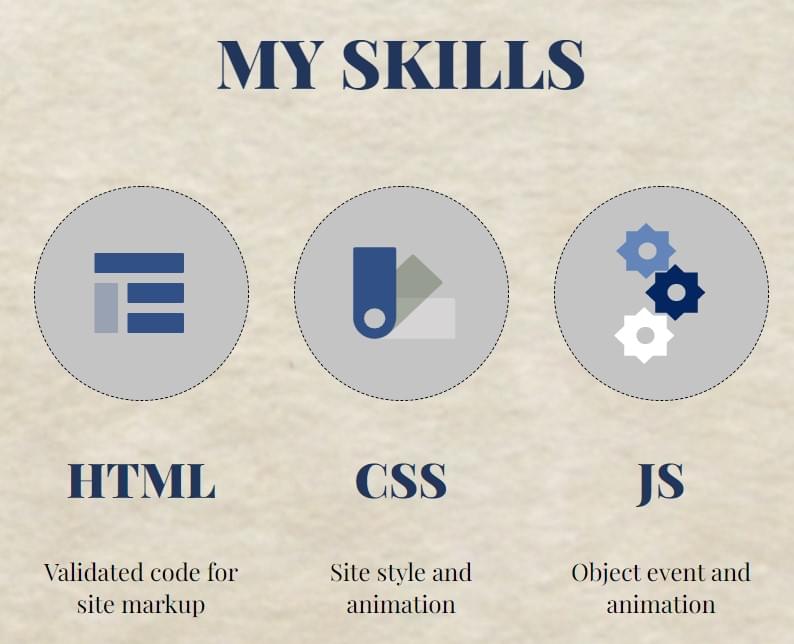 MY SKILLS
HTML
CSS
JS
Validated code for
site markup
Site style and
animation
Object event and
animation